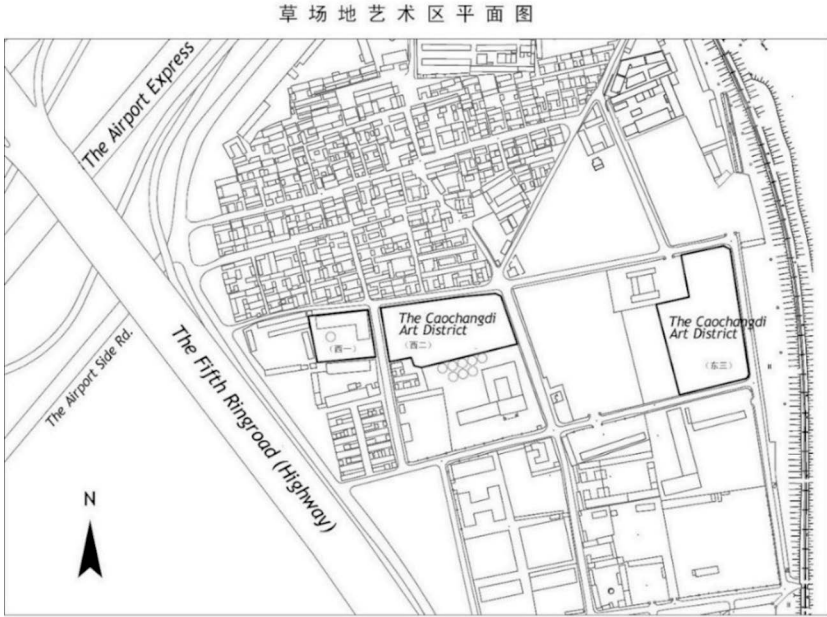 草场地艺术区平面图
The Airport Express
The Airport Side Rd.
The Fifth Ringroad (Highway)
（西一）
The Caochangdi
Art District
（西二）
The Caochangdi
Art District
（东三）
N